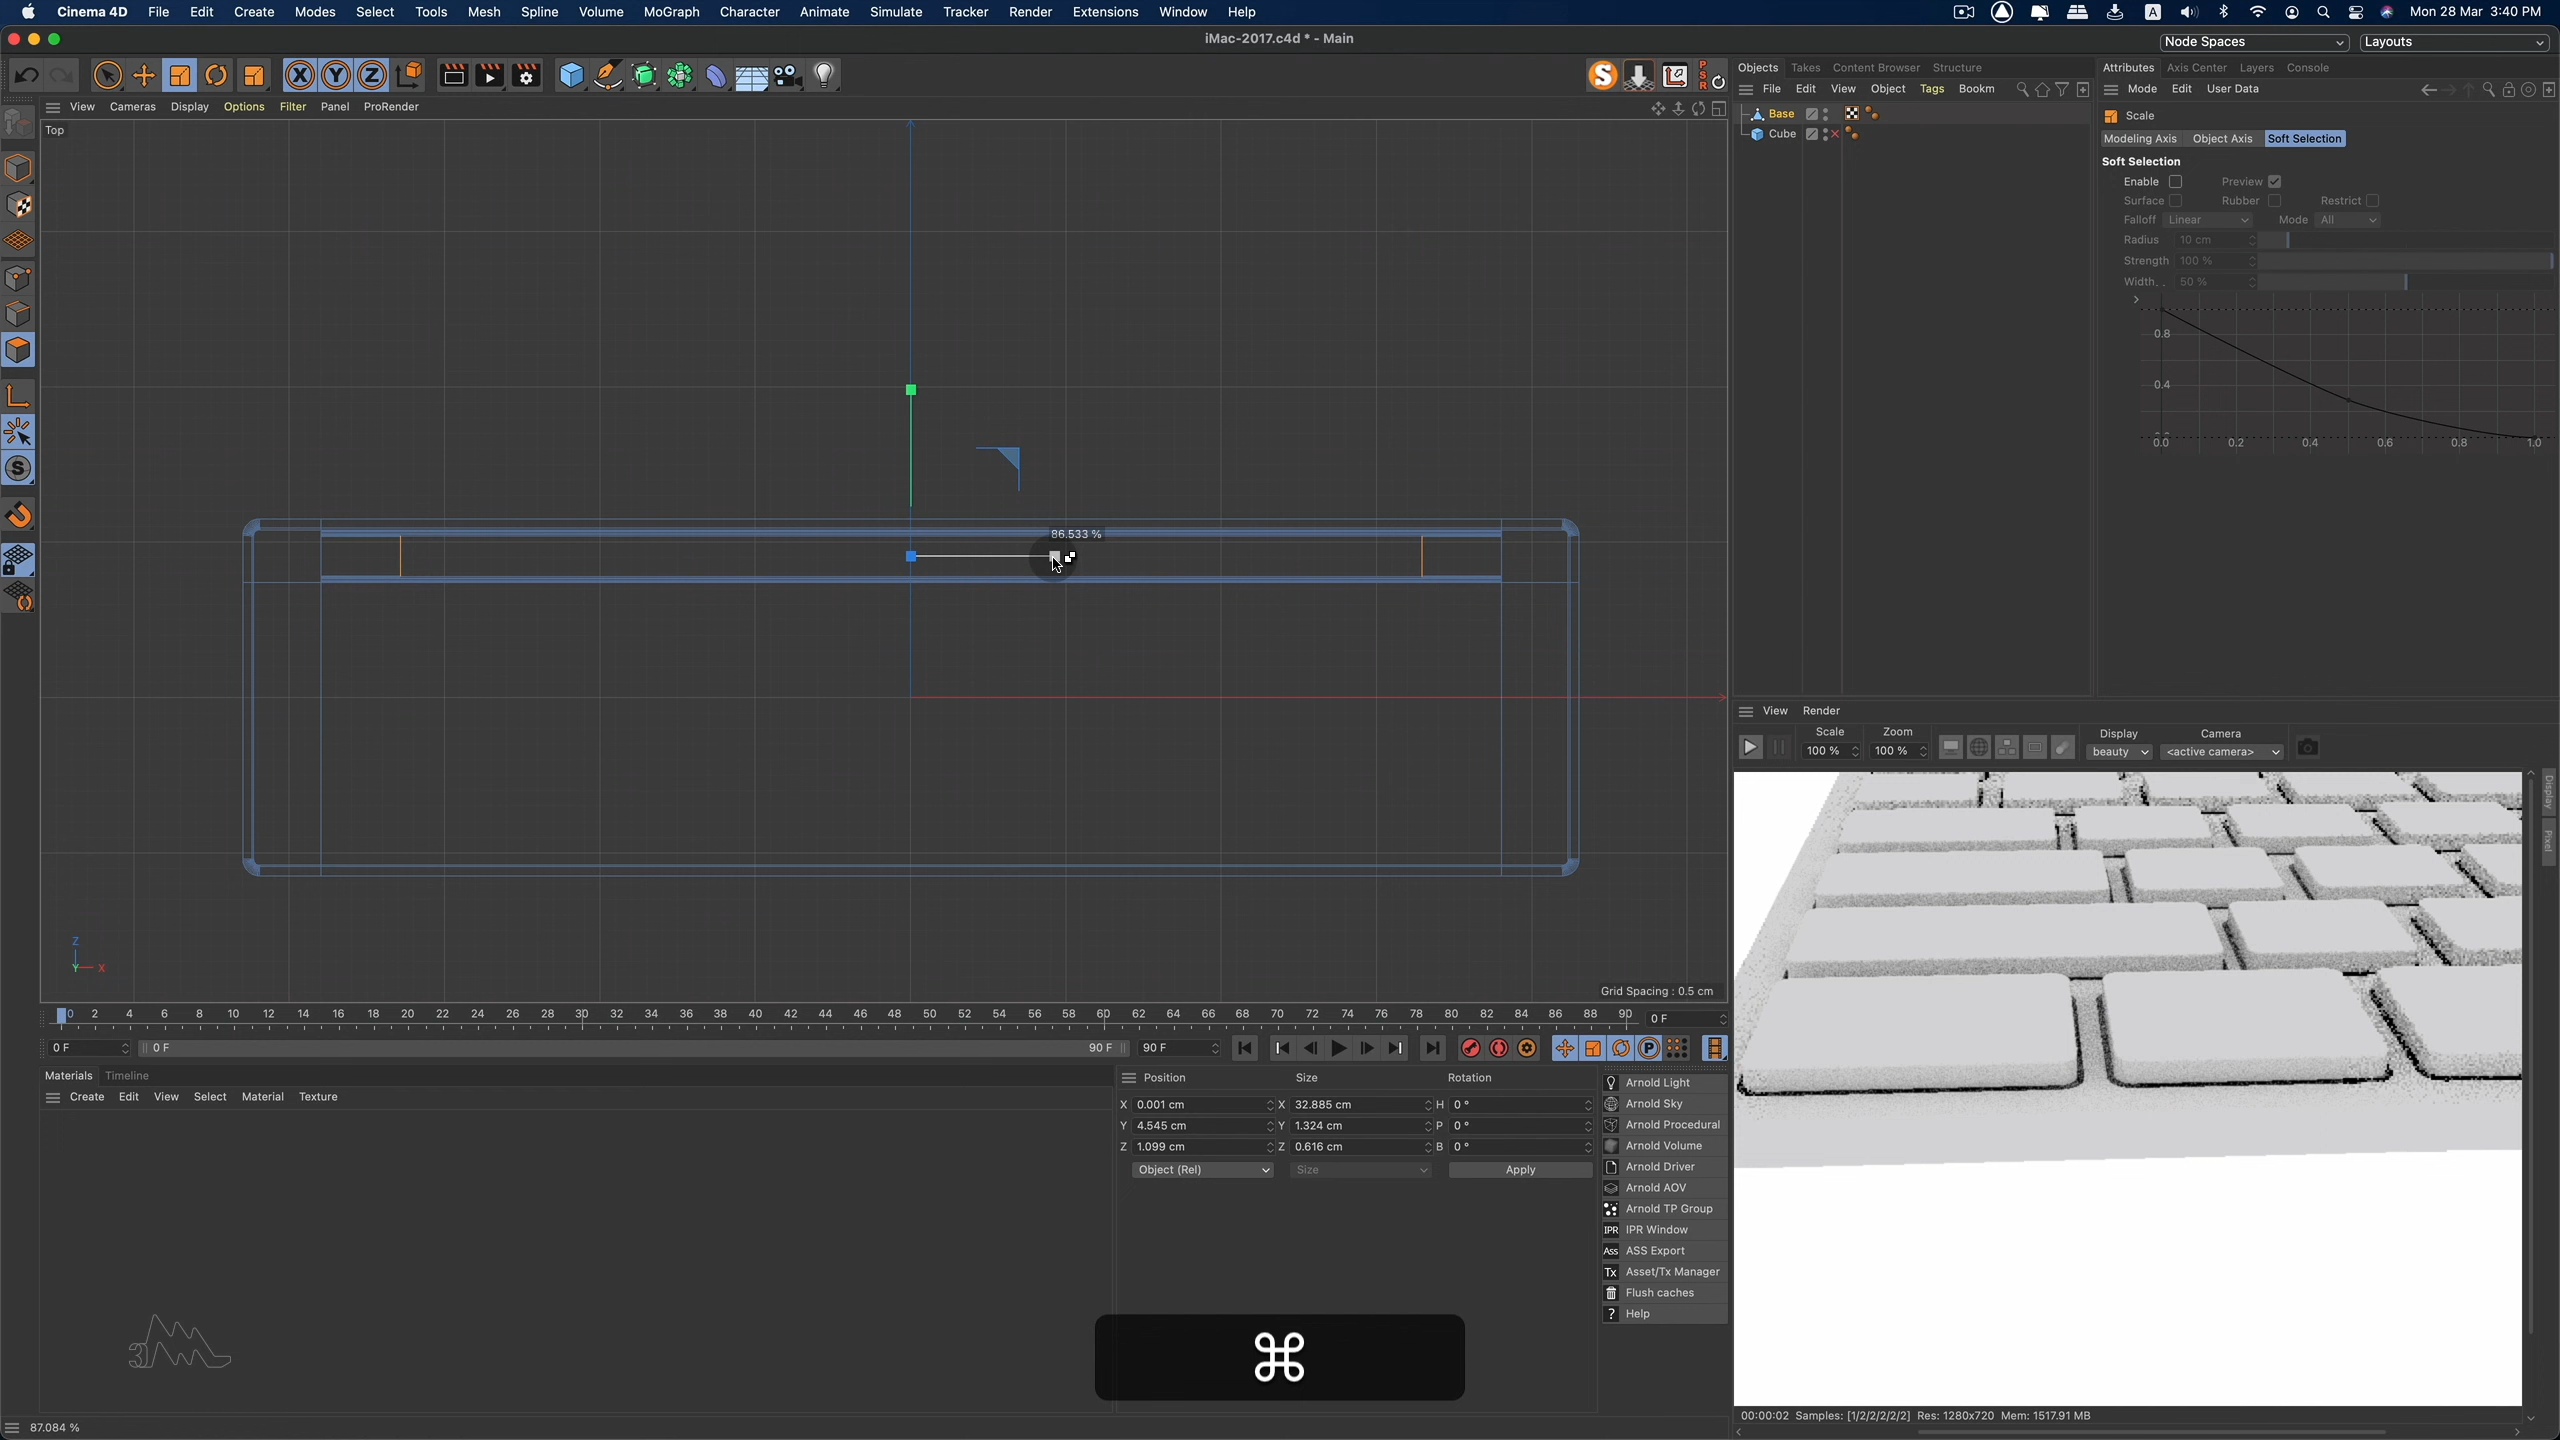 Cinema 4D File Edit Create Modes Select Tools Mesh Spline Volume MoGraph Character Animate Simulate Tracker Render Extensions Window Help A Mon 28 Mar 3:40 PM
iMac-2017.c4d * - Main
Node Spaces Layouts
X Y Z S P S R
Objects Takes Content Browser Structure
File Edit View Object Tags Bookm
Base
Cube
Attributes Axis Center Layers Console
Mode Edit User Data
Scale
Modeling Axis Object Axis Soft Selection
Soft Selection
Enable Preview
Surface Rubber Restrict
Falloff Linear Mode All
Radius 10 cm
Strength 100 %
Width. . 50 %
0.8
0.4
0.0 0.2 0.4 0.6 0.8 1.0
View Cameras Display Options Filter Panel ProRender
Top
86.533 %
S
Z
Y X
Grid Spacing : 0.5 cm
View Render
Scale Zoom Display Camera
100 % 100 % beauty <active camera>
Display
Pixel
0 2 4 6 8 10 12 14 16 18 20 22 24 26 28 30 32 34 36 38 40 42 44 46 48 50 52 54 56 58 60 62 64 66 68 70 72 74 76 78 80 82 84 86 88 90 0 F
0 F 0 F 90 F 90 F P
Materials Timeline
Create Edit View Select Material Texture
Position Size Rotation
X 0.001 cm X 32.885 cm H 0 °
Y 4.545 cm Y 1.324 cm P 0 °
Z 1.099 cm Z 0.616 cm B 0 °
Object (Rel) Size Apply
Arnold Light
Arnold Sky
Arnold Procedural
Arnold Volume
Arnold Driver
Arnold AOV
Arnold TP Group
IPR IPR Window
Ass ASS Export
Tx Asset/Tx Manager
Flush caches
? Help
⌘
00:00:02 Samples: [1/2/2/2/2/2] Res: 1280x720 Mem: 1517.91 MB
87.084 %